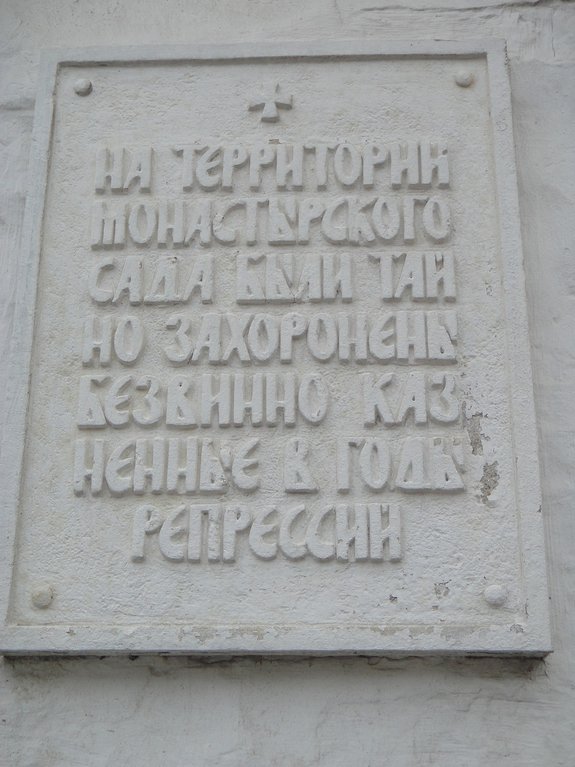 НА ТЕРРИТОРИИ
МОНАСТЫРСКОГО
САДА БЫЛИ ТАЙ
НО ЗАХОРОНЕНЫ
БЕЗВИННО КАЗ
НЕННЫЕ В ГОДЫ
РЕПРЕССИЙ